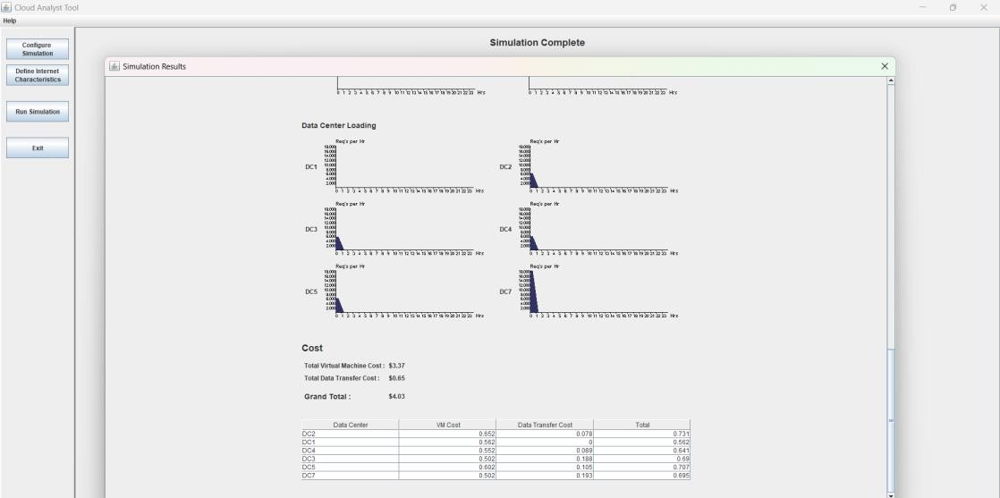 Cloud Analyst Tool
Help
Configure
Simulation
Define Internet
Characteristics
Run Simulation
Exit
Simulation Complete
Simulation Results
0 1 2 3 4 5 6 7 8 9 10 11 12 13 14 15 16 17 18 19 20 21 22 23 Hrs
0 1 2 3 4 5 6 7 8 9 10 11 12 13 14 15 16 17 18 19 20 21 22 23 Hrs
Data Center Loading
Req's per Hr
18.000
16.000
14.000
12.000
10.000
8.000
6.000
4.000
2.000
DC1
0 1 2 3 4 5 6 7 8 9 10 11 12 13 14 15 16 17 18 19 20 21 22 23 Hrs
Req's per Hr
18.000
16.000
14.000
12.000
10.000
8.000
6.000
4.000
2.000
DC2
0 1 2 3 4 5 6 7 8 9 10 11 12 13 14 15 16 17 18 19 20 21 22 23 Hrs
Req's per Hr
18.000
16.000
14.000
12.000
10.000
8.000
6.000
4.000
2.000
DC3
0 1 2 3 4 5 6 7 8 9 10 11 12 13 14 15 16 17 18 19 20 21 22 23 Hrs
Req's per Hr
18.000
16.000
14.000
12.000
10.000
8.000
6.000
4.000
2.000
DC4
0 1 2 3 4 5 6 7 8 9 10 11 12 13 14 15 16 17 18 19 20 21 22 23 Hrs
Req's per Hr
18.000
16.000
14.000
12.000
10.000
8.000
6.000
4.000
2.000
DC5
0 1 2 3 4 5 6 7 8 9 10 11 12 13 14 15 16 17 18 19 20 21 22 23 Hrs
Req's per Hr
18.000
16.000
14.000
12.000
10.000
8.000
6.000
4.000
2.000
DC7
0 1 2 3 4 5 6 7 8 9 10 11 12 13 14 15 16 17 18 19 20 21 22 23 Hrs
Cost
Total Virtual Machine Cost : $3.37
Total Data Transfer Cost : $0.65
Grand Total : $4.03
Data Center VM Cost Data Transfer Cost Total
DC2 0.652 0.078 0.731
DC1 0.562 0 0.562
DC4 0.552 0.089 0.641
DC3 0.502 0.188 0.69
DC5 0.602 0.105 0.707
DC7 0.502 0.193 0.695